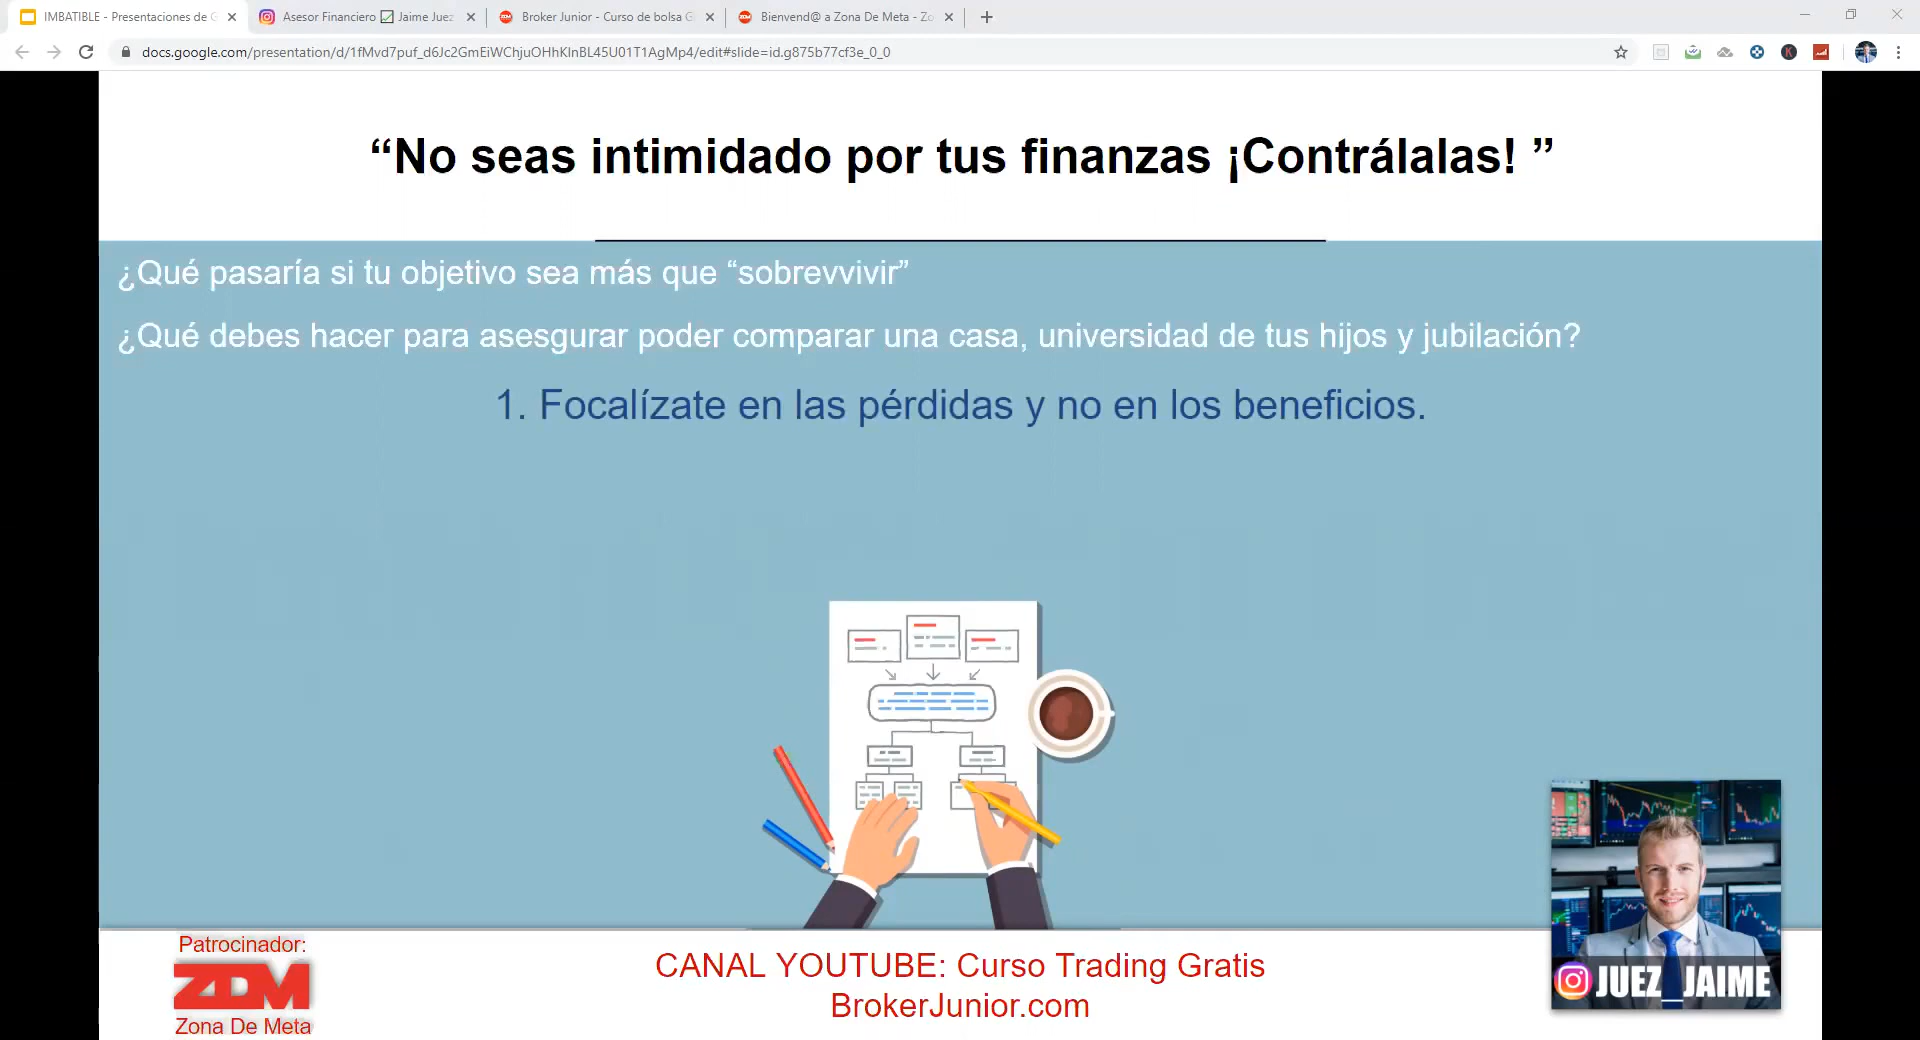 IMBATIBLE - Presentaciones de G
Asesor Financiero ✅ Jaime Juez
Broker Junior - Curso de bolsa G
Bienvend@ a Zona De Meta - Zo
docs.google.com/presentation/d/1fMvd7puf_d6Jc2GmEiWChjuOHhKlnBL45U01T1AgMp4/edit#slide=id.g875b77cf3e_0_0
“No seas intimidado por tus finanzas ¡Contrálalas! ”
¿Qué pasaría si tu objetivo sea más que “sobrevvivir”
¿Qué debes hacer para asesgurar poder comparar una casa, universidad de tus hijos y jubilación?
1. Focalízate en las pérdidas y no en los beneficios.
Patrocinador:
ZDM
Zona De Meta
CANAL YOUTUBE: Curso Trading Gratis
BrokerJunior.com
JUEZ_JAIME